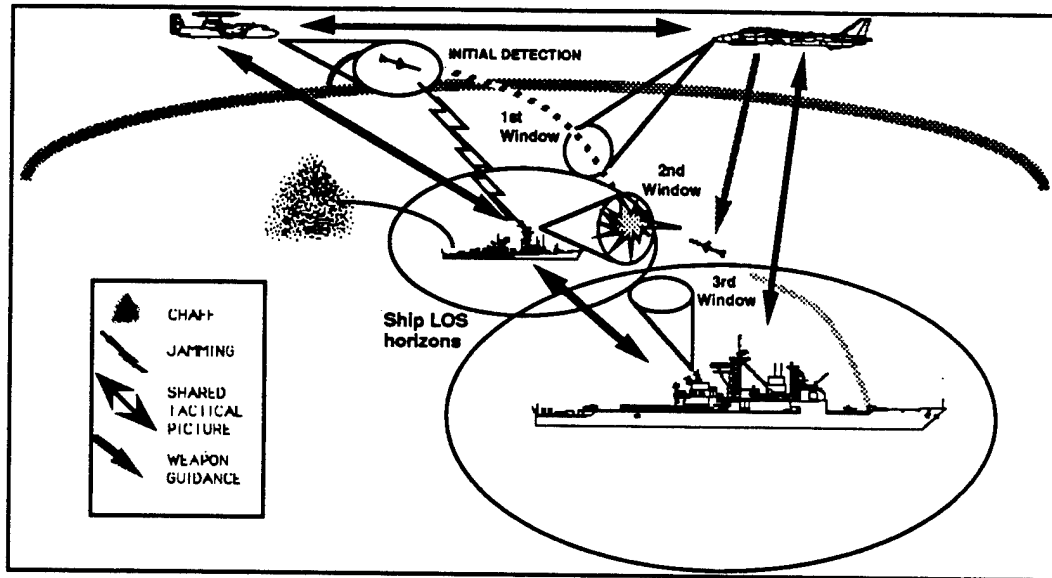 INITIAL DETECTION
1st
Window
2nd
Window
3rd
Window
Ship LOS
horizons
CHAFF
JAMMING
SHARED
TACTICAL
PICTURE
WEAPON
GUIDANCE